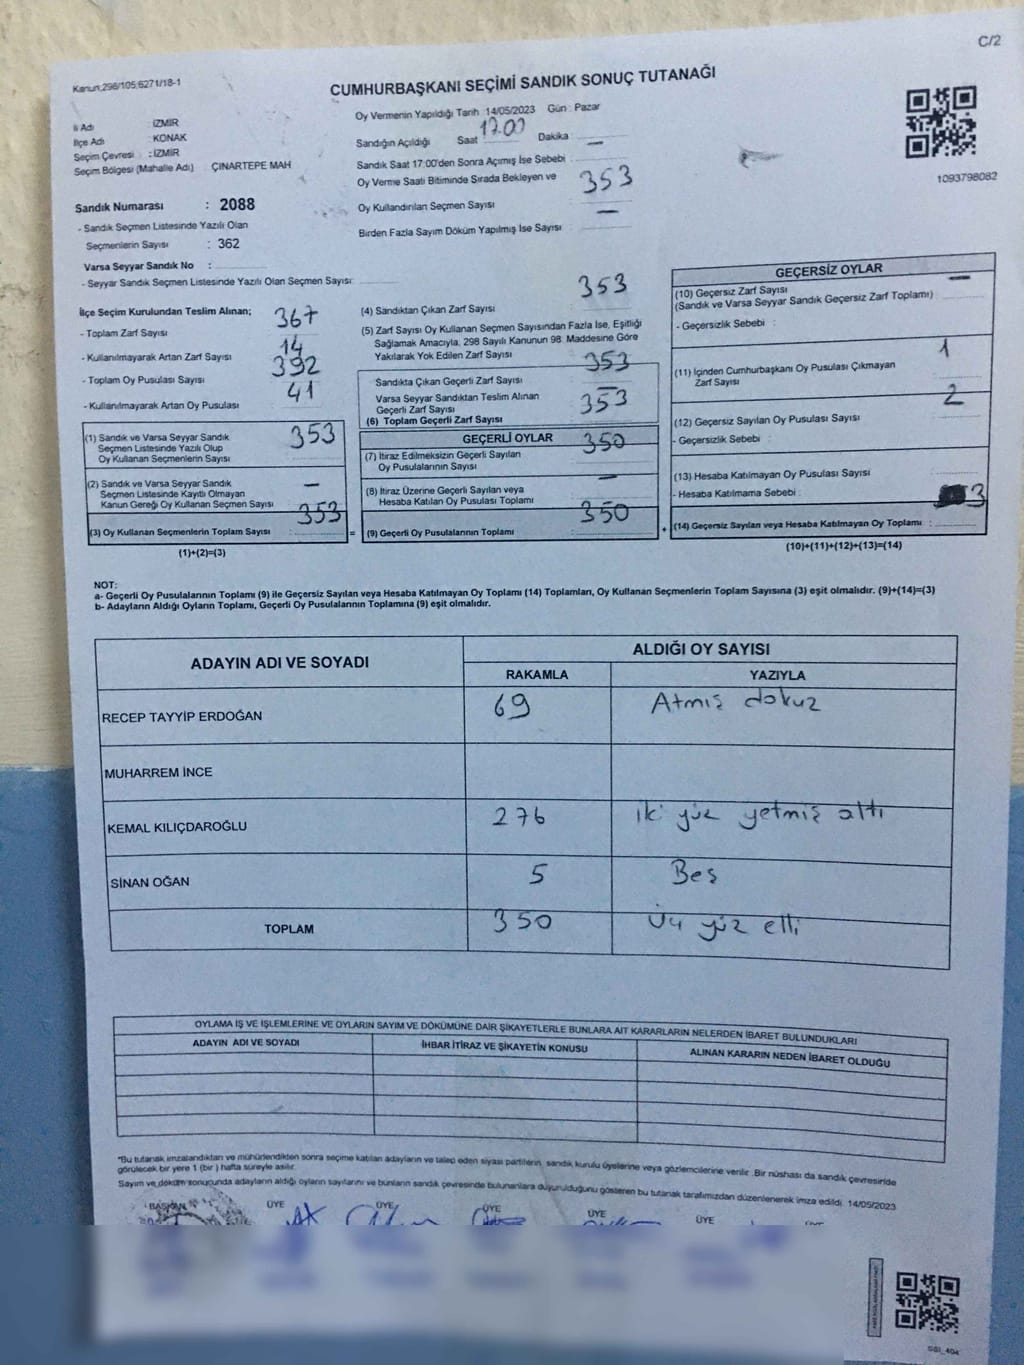 C/2
Kanun;298/105;6271/18-1
CUMHURBAŞKANI SEÇİMİ SANDIK SONUÇ TUTANAĞI
İl Adı : İZMİR
İlçe Adı : KONAK
Seçim Çevresi : İZMİR
Seçim Bölgesi (Mahalle Adı) ÇINARTEPE MAH
Sandık Numarası : 2088
- Sandık Seçmen Listesinde Yazılı Olan
Seçmenlerin Sayısı : 362
Varsa Seyyar Sandık No :
- Seyyar Sandık Seçmen Listesinde Yazılı Olan Seçmen Sayısı:
Oy Vermenin Yapıldığı Tarih 14/05/2023 Gün : Pazar
Sandığın Açıldığı Saat 17.00 Dakika : —
Sandık Saat 17:00'den Sonra Açımış İse Sebebi
Oy Verme Saati Bitiminde Sırada Bekleyen ve 353
Oy Kullandırılan Seçmen Sayısı
Birden Fazla Sayım Döküm Yapılmış İse Sayısı —
1093798082
İlçe Seçim Kurulundan Teslim Alınan;
- Toplam Zarf Sayısı : 367
- Kullanılmayarak Artan Zarf Sayısı : 14
- Toplam Oy Pusulası Sayısı : 392
- Kullanılmayarak Artan Oy Pusulası : 41
(1) Sandık ve Varsa Seyyar Sandık 353
Seçmen Listesinde Yazılı Olup
Oy Kullanan Seçmenlerin Sayısı
(2) Sandık ve Varsa Seyyar Sandık —
Seçmen Listesinde Kayıtlı Olmayan
Kanun Gereği Oy Kullanan Seçmen Sayısı
(3) Oy Kullanan Seçmenlerin Toplam Sayısı : 353
(1)+(2)=(3)
=
(4) Sandıktan Çıkan Zarf Sayısı 353
(5) Zarf Sayısı Oy Kullanan Seçmen Sayısından Fazla İse, Eşitliği
Sağlamak Amacıyla, 298 Sayılı Kanunun 98. Maddesine Göre
Yakılarak Yok Edilen Zarf Sayısı
Sandıkta Çıkan Geçerli Zarf Sayısı 353
Varsa Seyyar Sandıktan Teslim Alınan —
Geçerli Zarf Sayısı
(6) Toplam Geçerli Zarf Sayısı 353
GEÇERLİ OYLAR
(7) İtiraz Edilmeksizin Geçerli Sayılan 350
Oy Pusulalarının Sayısı
(8) İtiraz Üzerine Geçerli Sayılan veya —
Hesaba Katılan Oy Pusulası Toplamı
(9) Geçerli Oy Pusulalarının Toplamı : 350
+
GEÇERSİZ OYLAR
(10) Geçersiz Zarf Sayısı —
(Sandık ve Varsa Seyyar Sandık Geçersiz Zarf Toplamı)
- Geçersizlik Sebebi :
(11) İçinden Cumhurbaşkanı Oy Pusulası Çıkmayan 1
Zarf Sayısı
(12) Geçersiz Sayılan Oy Pusulası Sayısı 2
- Geçersizlik Sebebi :
(13) Hesaba Katılmayan Oy Pusulası Sayısı
- Hesaba Katılmama Sebebi :
(14) Geçersiz Sayılan veya Hesaba Katılmayan Oy Toplamı : 3
(10)+(11)+(12)+(13)=(14)
NOT:
a- Geçerli Oy Pusulalarının Toplamı (9) ile Geçersiz Sayılan veya Hesaba Katılmayan Oy Toplamı (14) Toplamları, Oy Kullanan Seçmenlerin Toplam Sayısına (3) eşit olmalıdır. (9)+(14)=(3)
b- Adayların Aldığı Oyların Toplamı, Geçerli Oy Pusulalarının Toplamına (9) eşit olmalıdır.
ADAYIN ADI VE SOYADI ALDIĞI OY SAYISI
RAKAMLA YAZIYLA
RECEP TAYYİP ERDOĞAN 69 Atmış dokuz
MUHARREM İNCE
KEMAL KILIÇDAROĞLU 276 iki yüz yetmiş altı
SİNAN OĞAN 5 Beş
TOPLAM 350 Üç yüz elli
OYLAMA İŞ VE İŞLEMLERİNE VE OYLARIN SAYIM VE DÖKÜMÜNE DAİR ŞİKAYETLERLE BUNLARA AİT KARARLARIN NELERDEN İBARET BULUNDUKLARI
ADAYIN ADI VE SOYADI İHBAR İTİRAZ VE ŞİKAYETİN KONUSU ALINAN KARARIN NEDEN İBARET OLDUĞU
*Bu tutanak imzalandıktan ve mühürlendikten sonra seçime katılan adayların ve talep eden siyasi partilerin, sandık kurulu üyelerine veya gözlemcilerine verilir. Bir nüshası da sandık çevresinde
görülecek bir yere 1 (bir) hafta süreyle asılır.
Sayım ve döküm sonucunda adayların aldığı oyların sayılarını ve bunların sandık çevresinde bulunanlara duyurulduğunu gösteren bu tutanak tarafımızdan düzenlenerek imza edildi. 14/05/2023
BAŞKAN ÜYE ÜYE ÜYE ÜYE ÜYE